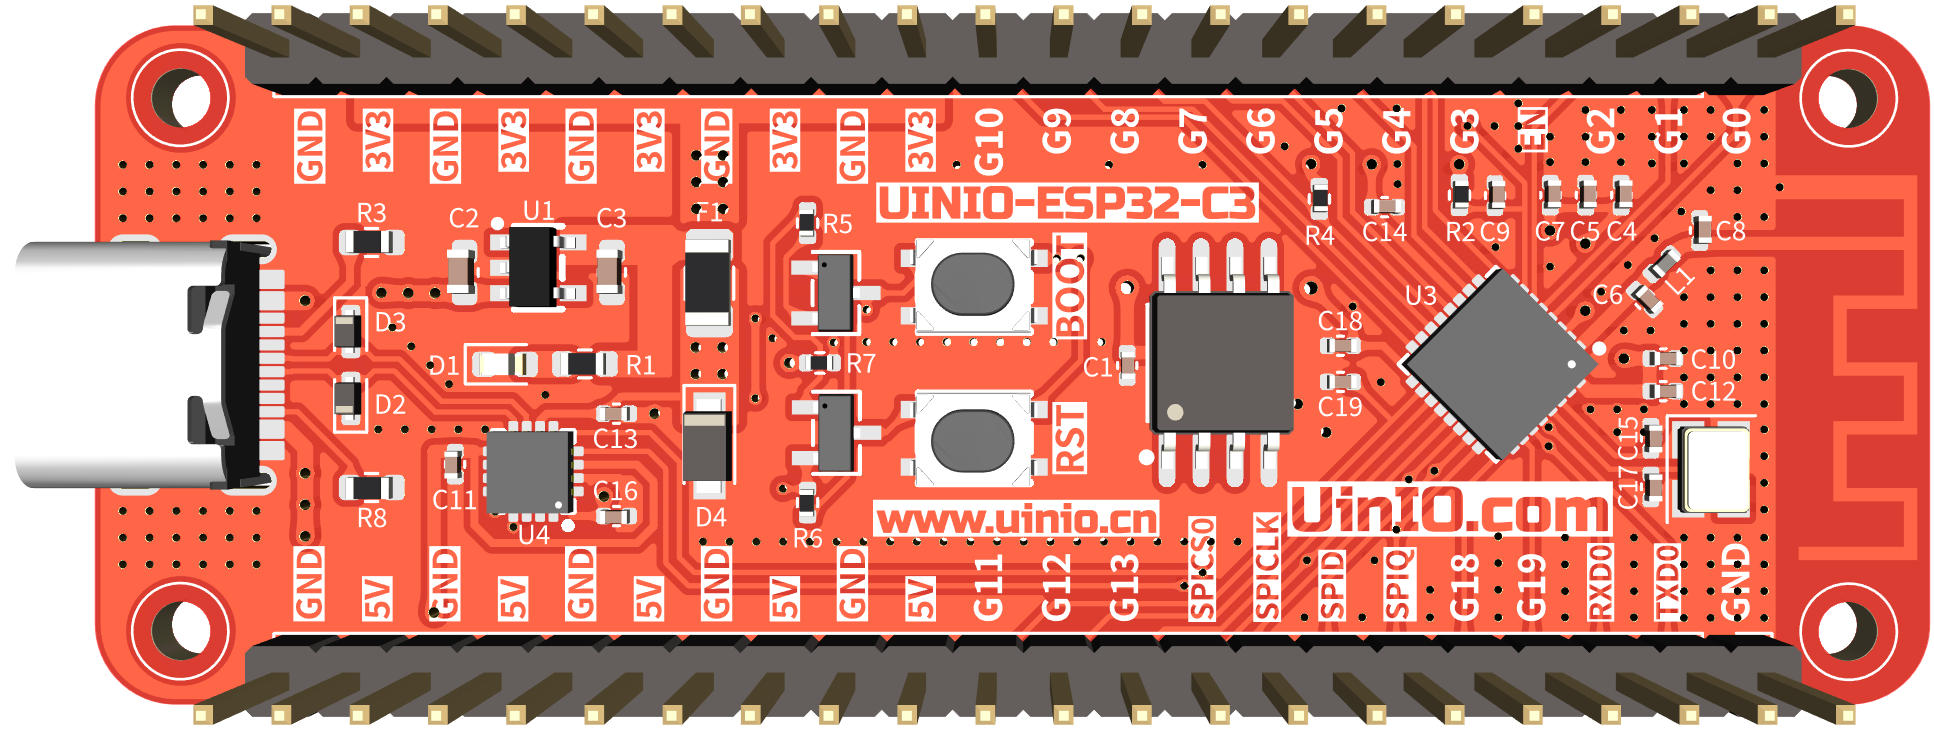 GND 3V3 GND 3V3 GND 3V3 GND 3V3 GND 3V3 G10 G9 G8 G7 G6 G5 G4 G3 EN G2 G1 G0
UINIO-ESP32-C3
R3 C2 U1 C3 F1 R5 R4 C14 R2 C9 C7 C5 C4 C8
BOOT
L1
C6
U3
D3
C18
D1 R1 R7 C1 C10
C12
D2 C19
C13
RST
C15
C11 C16 C17
R8 U4 D4 R6
www.uinio.cn
UinIO.com
GND 5V GND 5V GND 5V GND 5V GND 5V G11 G12 G13 SPICS0 SPICLK SPID SPIQ G18 G19 RXD0 TXD0 GND